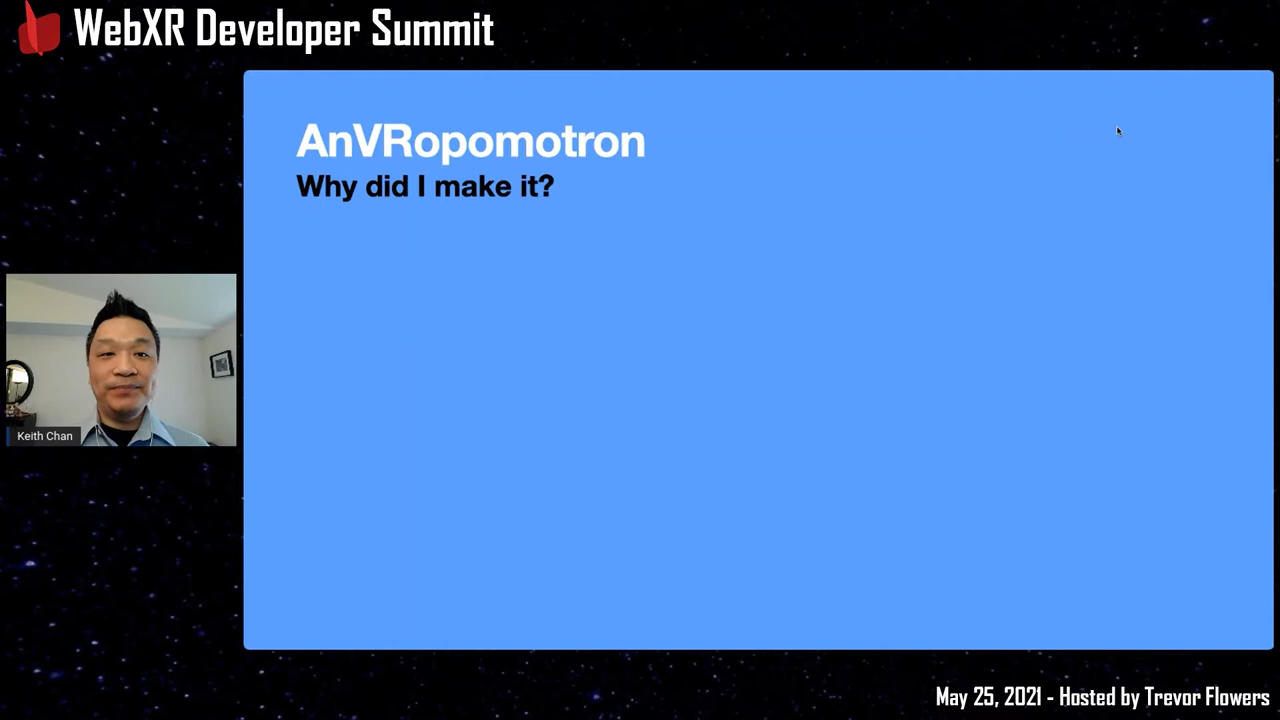 WebXR Developer Summit
AnVRopomotron
Why did I make it?
Keith Chan
May 25, 2021 - Hosted by Trevor Flowers